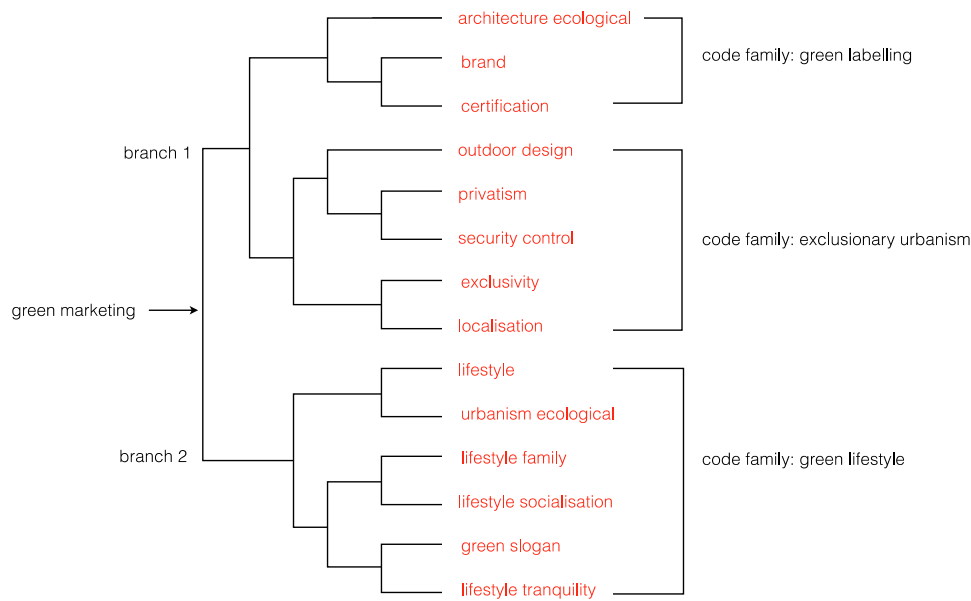 architecture ecological
code family: green labelling
brand
certification
branch 1
outdoor design
privatism
security control
code family: exclusionary urbanism
exclusivity
green marketing
localisation
lifestyle
urbanism ecological
branch 2
lifestyle family
code family: green lifestyle
lifestyle socialisation
green slogan
lifestyle tranquility